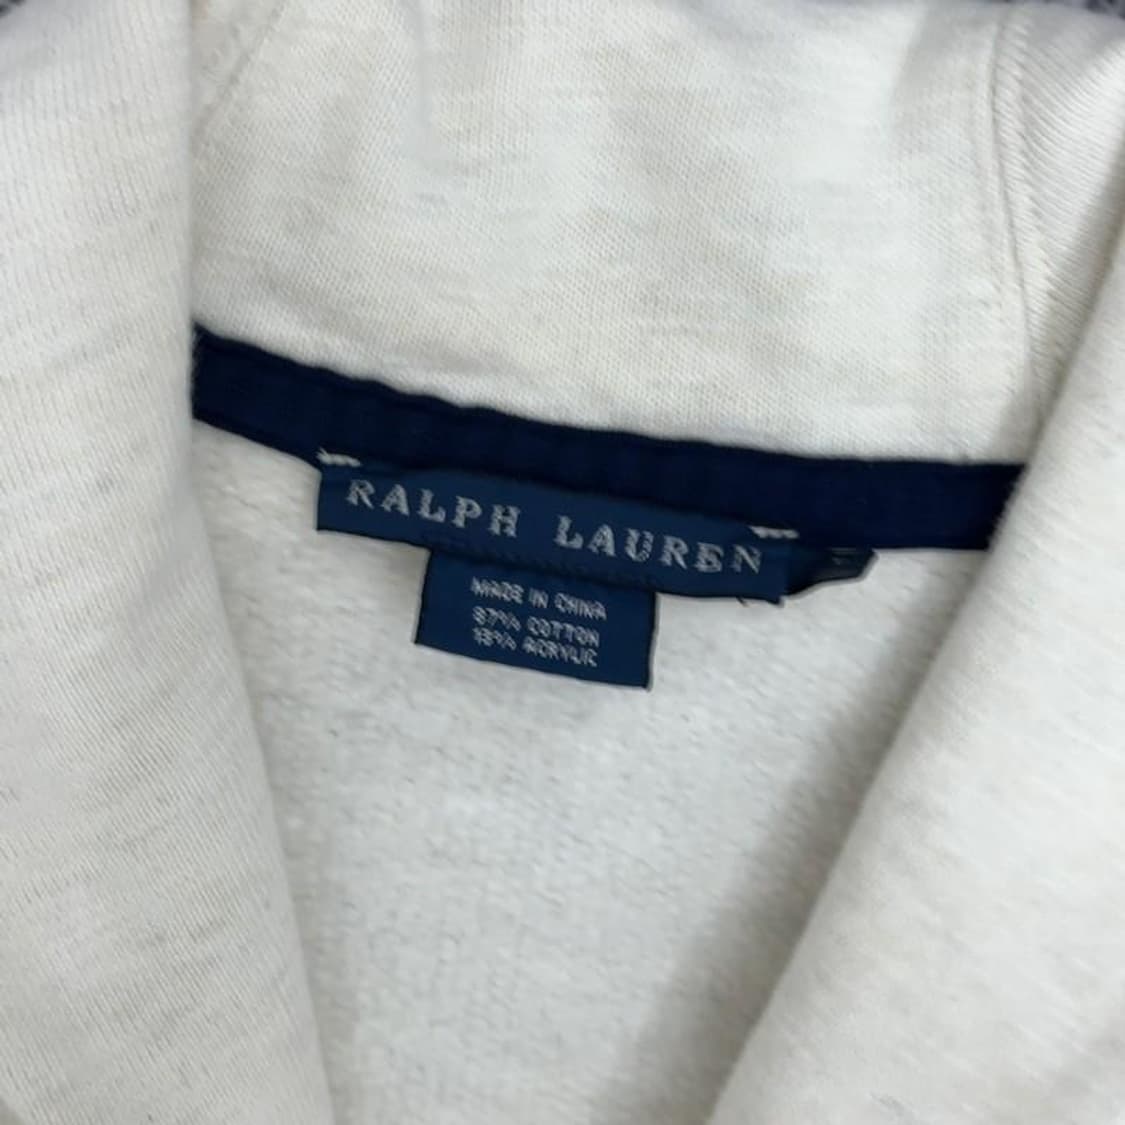 RALPH LAUREN
MADE IN CHINA
87% COTTON
13% ACRYLIC